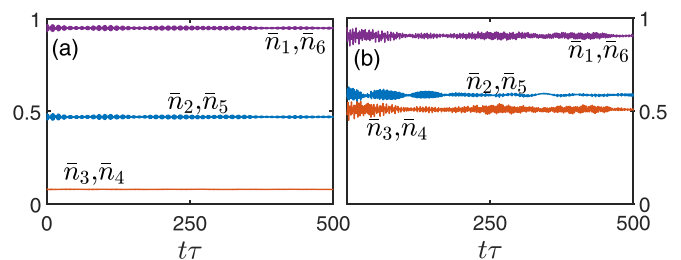 1
(a)
n̄₁,n̄₆
n̄₂,n̄₅
0.5
n̄₃,n̄₄
0
0 250 500
tτ
1
(b)
n̄₁,n̄₆
n̄₂,n̄₅
0.5
n̄₃,n̄₄
0
250 500
tτ